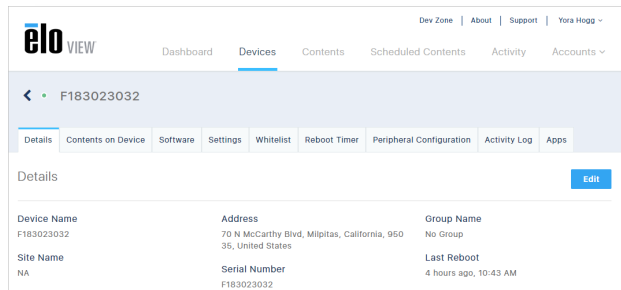 Dev Zone | About | Support | Yora Hogg
elo VIEW
Dashboard Devices Contents Scheduled Contents Activity Accounts
F183023032
Details Contents on Device Software Settings Whitelist Reboot Timer Peripheral Configuration Activity Log Apps
Details
Edit
Device Name
F183023032
Site Name
NA
Address
70 N McCarthy Blvd, Milpitas, California, 950
35, United States
Serial Number
F183023032
Group Name
No Group
Last Reboot
4 hours ago, 10:43 AM